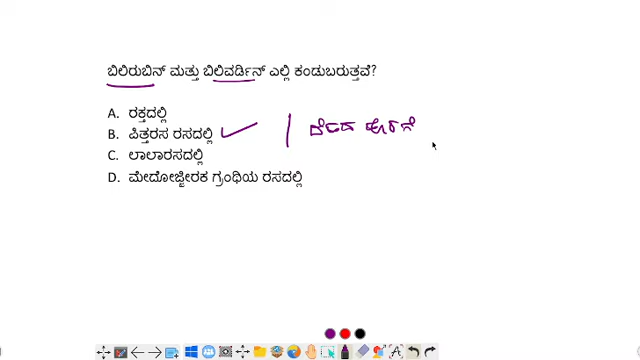 ಬಿಲಿರುಬಿನ್ ಮತ್ತು ಬಿಲಿವರ್ಡಿನ್ ಎಲ್ಲಿ ಕಂಡುಬರುತ್ತವೆ?
A. ರಕ್ತದಲ್ಲಿ
B. ಪಿತ್ತರಸ ರಸದಲ್ಲಿ
C. ಲಾಲಾರಸದಲ್ಲಿ
D. ಮೇದೋಜ್ಜೀರಕ ಗ್ರಂಥಿಯ ರಸದಲ್ಲಿ